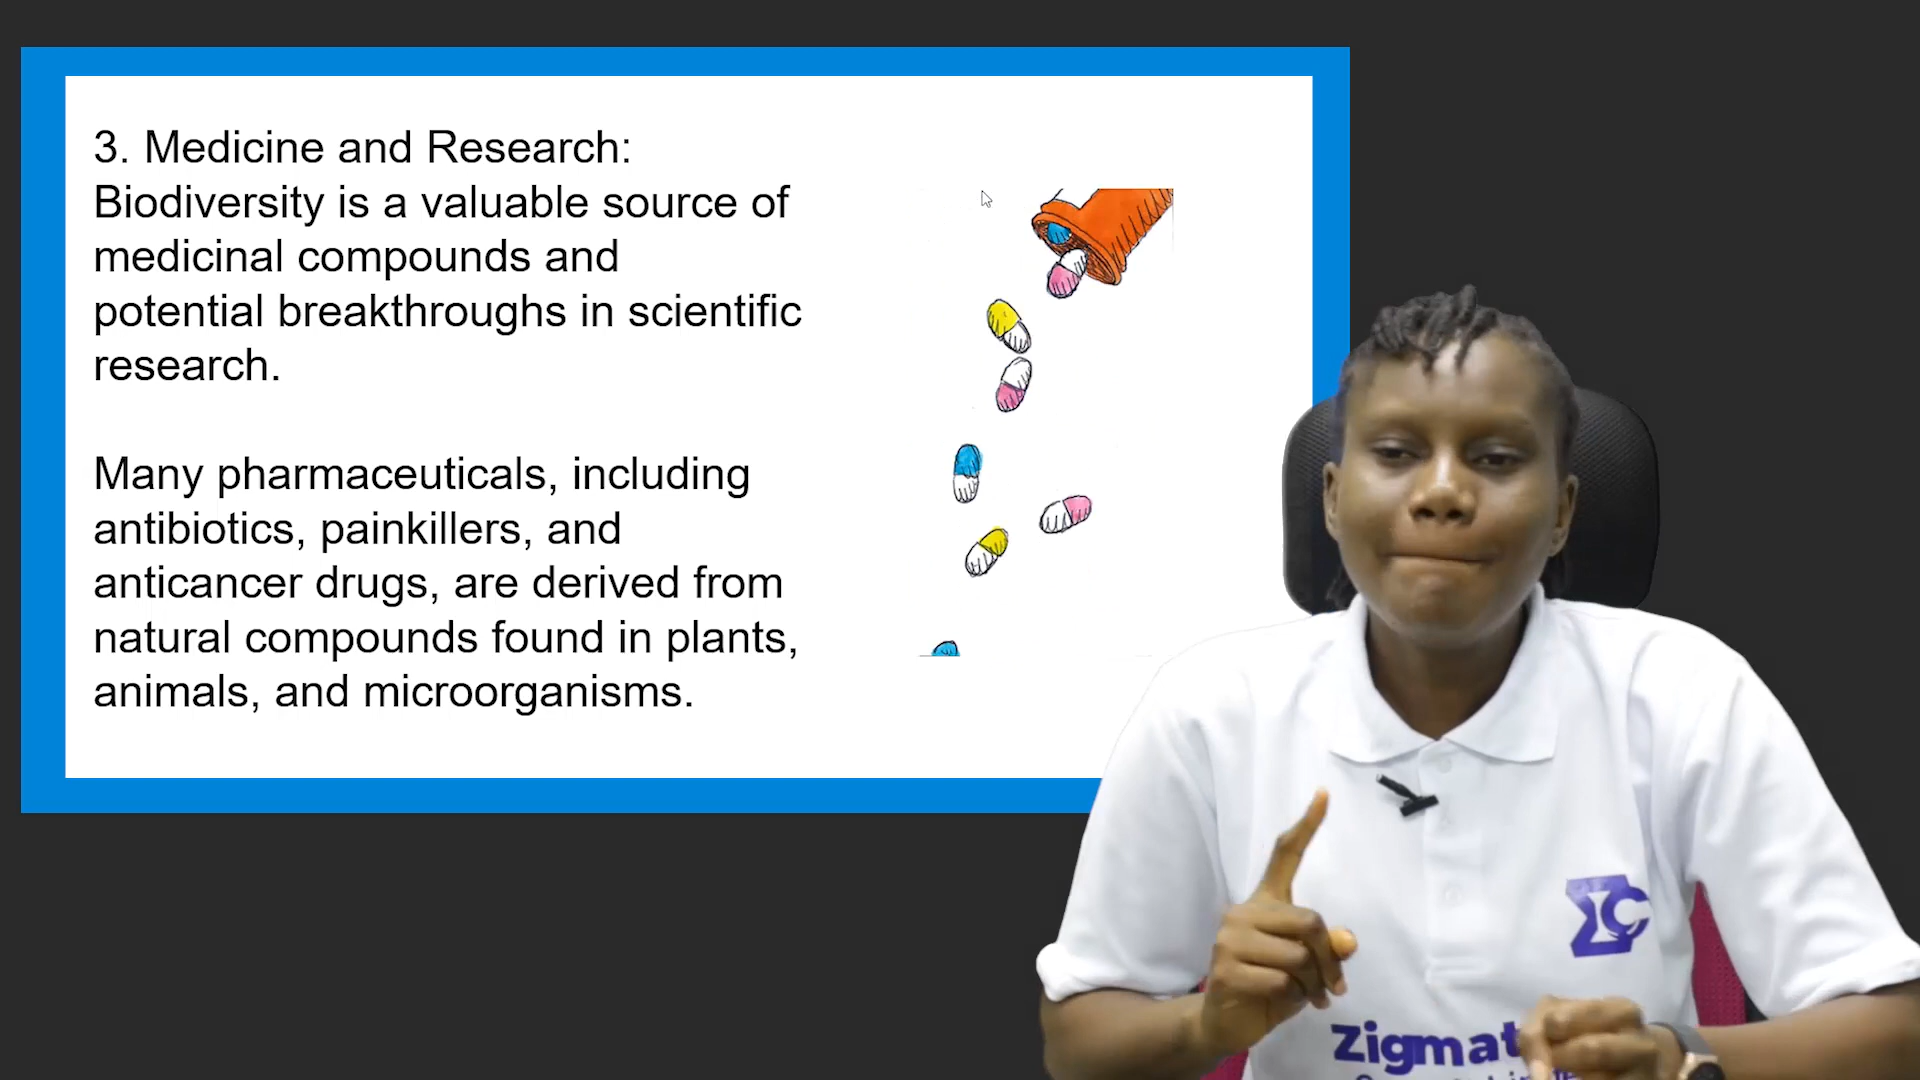 3. Medicine and Research:
Biodiversity is a valuable source of
medicinal compounds and
potential breakthroughs in scientific
research.
Many pharmaceuticals, including
antibiotics, painkillers, and
anticancer drugs, are derived from
natural compounds found in plants,
animals, and microorganisms.
ΣC
Zigmat